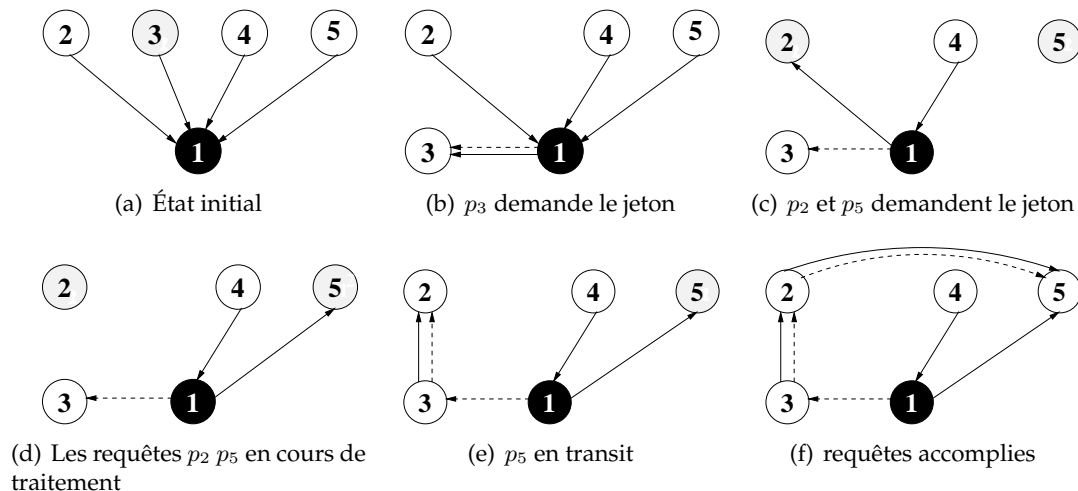 2 3 4 5
1
(a) État initial
2 4 5
3 1
(b) p3 demande le jeton
2 4 5
3 1
(c) p2 et p5 demandent le jeton
2 4 5
3 1
(d) Les requêtes p2 p5 en cours de
traitement
2 4 5
3 1
(e) p5 en transit
2 4 5
3 1
(f) requêtes accomplies